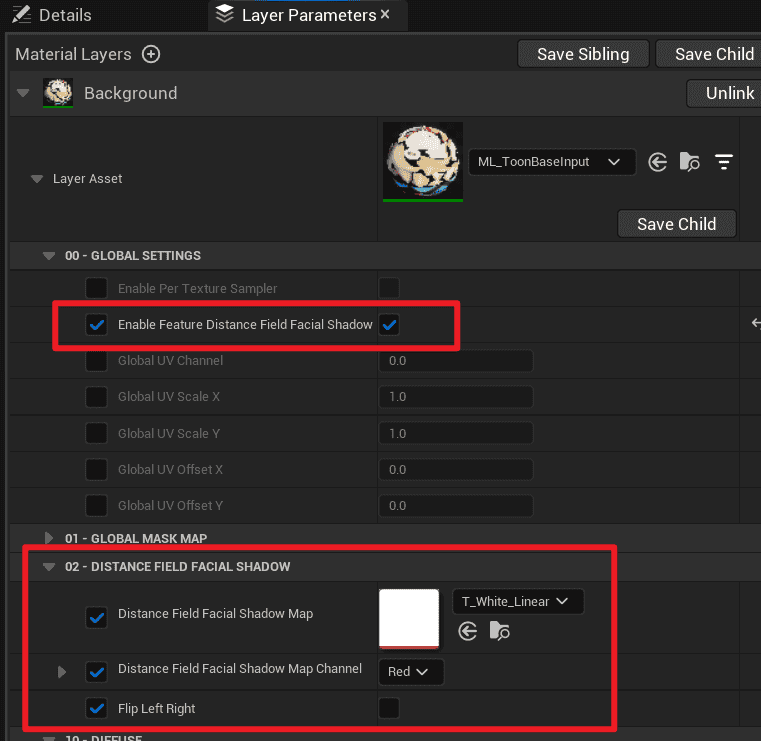 Details
Layer Parameters
Material Layers
Save Sibling
Save Child
Background
Unlink
Layer Asset
ML_ToonBaseInput
Save Child
00 - GLOBAL SETTINGS
Enable Per Texture Sampler
Enable Feature Distance Field Facial Shadow
Global UV Channel
0.0
Global UV Scale X
1.0
Global UV Scale Y
1.0
Global UV Offset X
0.0
Global UV Offset Y
0.0
01 - GLOBAL MASK MAP
02 - DISTANCE FIELD FACIAL SHADOW
Distance Field Facial Shadow Map
T_White_Linear
Distance Field Facial Shadow Map Channel
Red
Flip Left Right
10 - DIFFUSE